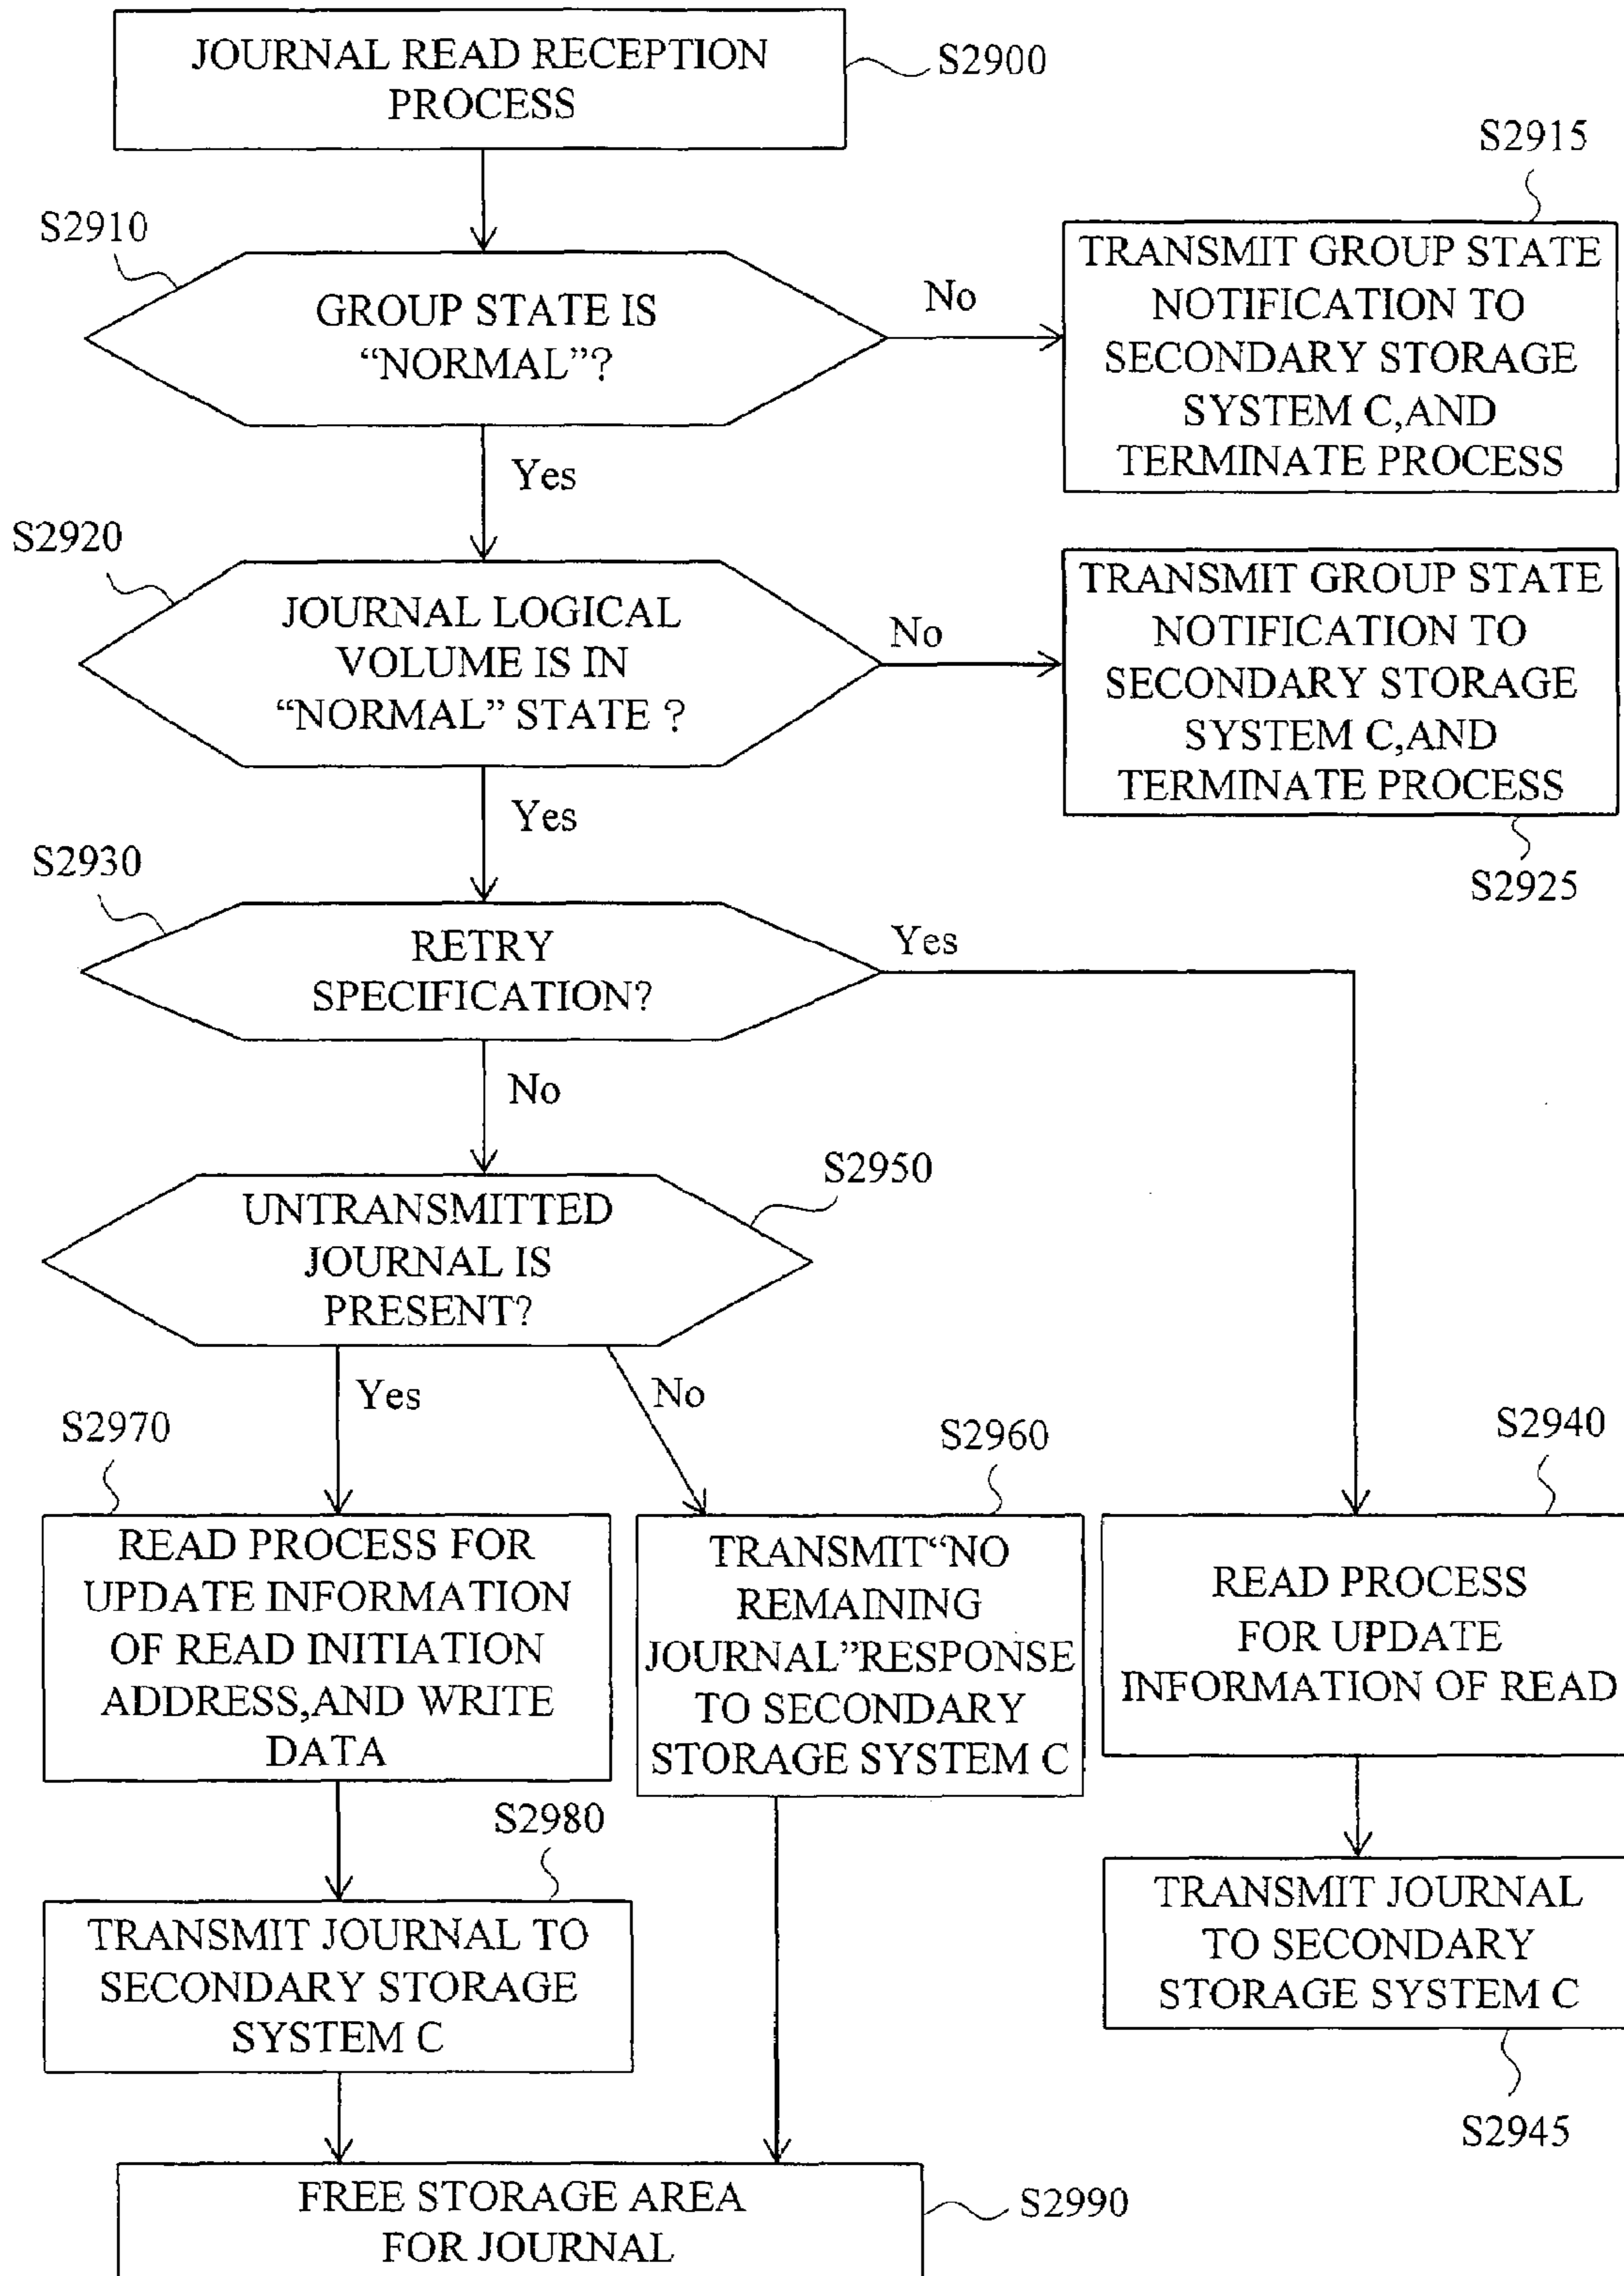 JOURNAL READ RECEPTION
PROCESS
S2900
S2915
S2910
GROUP STATE IS
“NORMAL”?
No
TRANSMIT GROUP STATE
NOTIFICATION TO
SECONDARY STORAGE
SYSTEM C,AND
TERMINATE PROCESS
Yes
S2920
JOURNAL LOGICAL
VOLUME IS IN
“NORMAL” STATE ?
No
TRANSMIT GROUP STATE
NOTIFICATION TO
SECONDARY STORAGE
SYSTEM C,AND
TERMINATE PROCESS
S2925
Yes
S2930
RETRY
SPECIFICATION?
Yes
No
S2950
UNTRANSMITTED
JOURNAL IS
PRESENT?
Yes
No
S2970
READ PROCESS FOR
UPDATE INFORMATION
OF READ INITIATION
ADDRESS,AND WRITE
DATA
S2960
TRANSMIT“NO
REMAINING
JOURNAL”RESPONSE
TO SECONDARY
STORAGE SYSTEM C
S2940
READ PROCESS
FOR UPDATE
INFORMATION OF READ
S2980
TRANSMIT JOURNAL TO
SECONDARY STORAGE
SYSTEM C
TRANSMIT JOURNAL
TO SECONDARY
STORAGE SYSTEM C
S2945
FREE STORAGE AREA
FOR JOURNAL
S2990